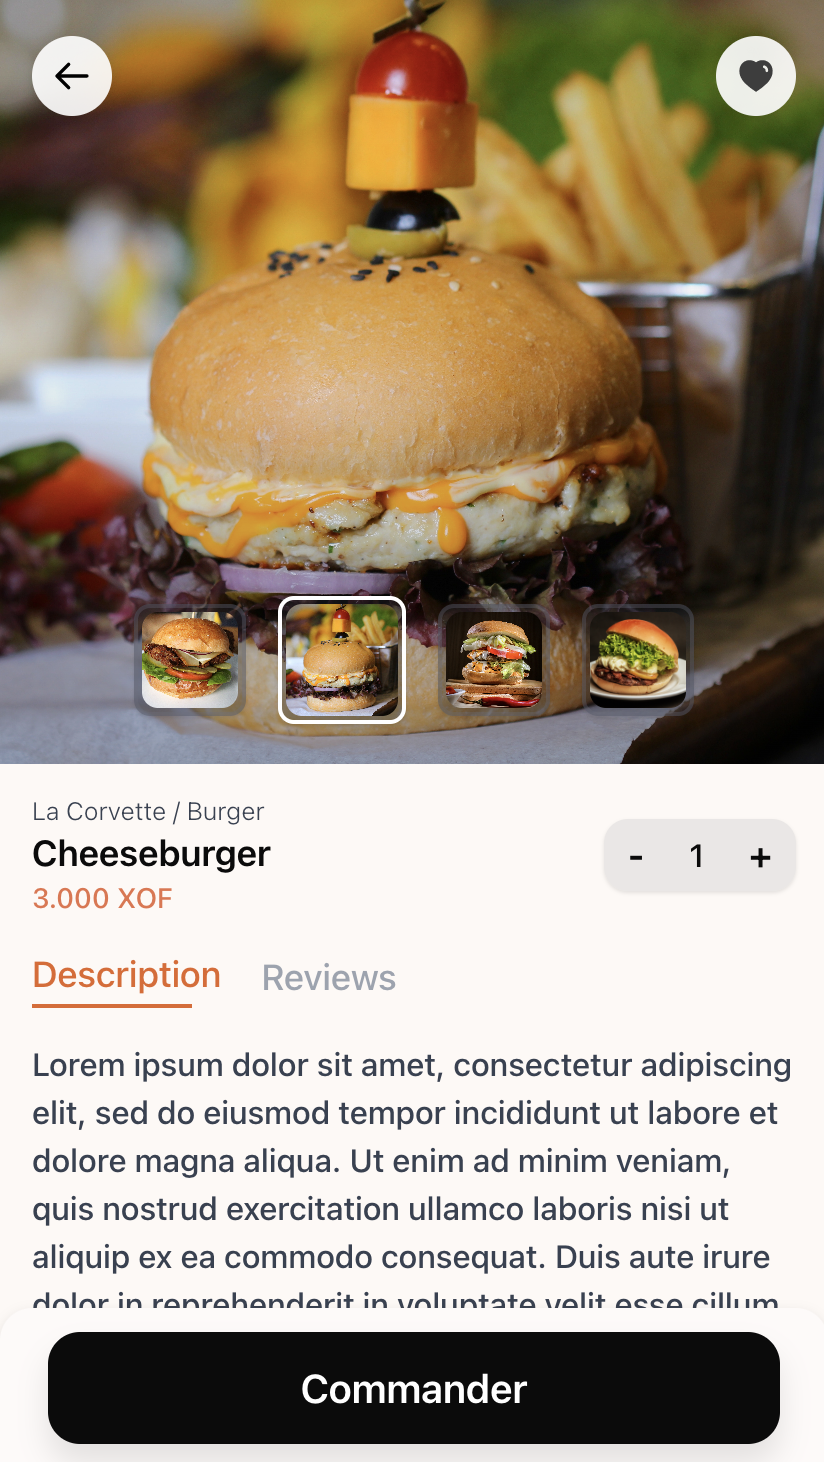 La Corvette / Burger
Cheeseburger
3.000 XOF
- 1 +
Description Reviews
Lorem ipsum dolor sit amet, consectetur adipiscing
elit, sed do eiusmod tempor incididunt ut labore et
dolore magna aliqua. Ut enim ad minim veniam,
quis nostrud exercitation ullamco laboris nisi ut
aliquip ex ea commodo consequat. Duis aute irure
dolor in reprehenderit in voluptate velit esse cillum
Commander